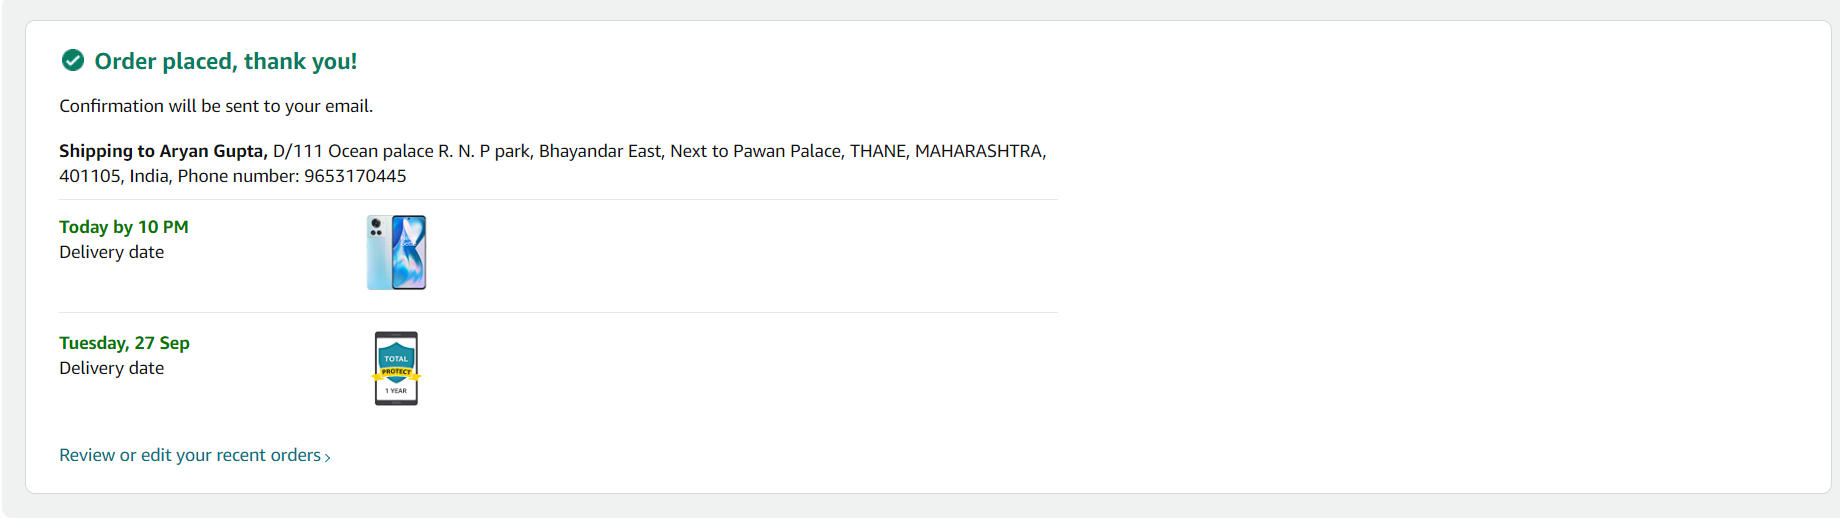 Order placed, thank you!
Confirmation will be sent to your email.
Shipping to Aryan Gupta, D/111 Ocean palace R. N. P park, Bhayandar East, Next to Pawan Palace, THANE, MAHARASHTRA,
401105, India, Phone number: 9653170445
Today by 10 PM
Delivery date
Tuesday, 27 Sep
Delivery date
TOTAL
PROTECT
1 YEAR
Review or edit your recent orders ›